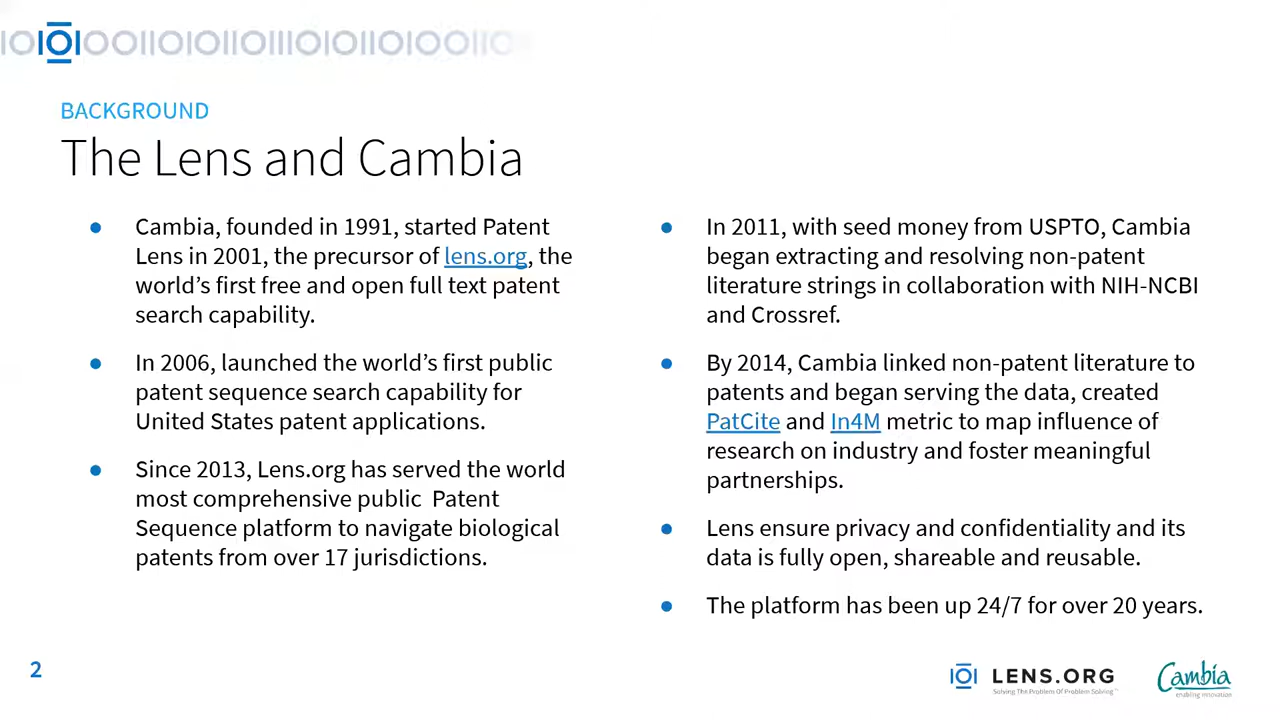 BACKGROUND
The Lens and Cambia
● Cambia, founded in 1991, started Patent
Lens in 2001, the precursor of lens.org, the
world's first free and open full text patent
search capability.
● In 2006, launched the world's first public
patent sequence search capability for
United States patent applications.
● Since 2013, Lens.org has served the world
most comprehensive public  Patent
Sequence platform to navigate biological
patents from over 17 jurisdictions.
● In 2011, with seed money from USPTO, Cambia
began extracting and resolving non-patent
literature strings in collaboration with NIH-NCBI
and Crossref.
● By 2014, Cambia linked non-patent literature to
patents and began serving the data, created
PatCite and In4M metric to map influence of
research on industry and foster meaningful
partnerships.
● Lens ensure privacy and confidentiality and its
data is fully open, shareable and reusable.
● The platform has been up 24/7 for over 20 years.
2
LENS.ORG
Solving The Problem Of Problem Solving™
Cambia
enabling innovation